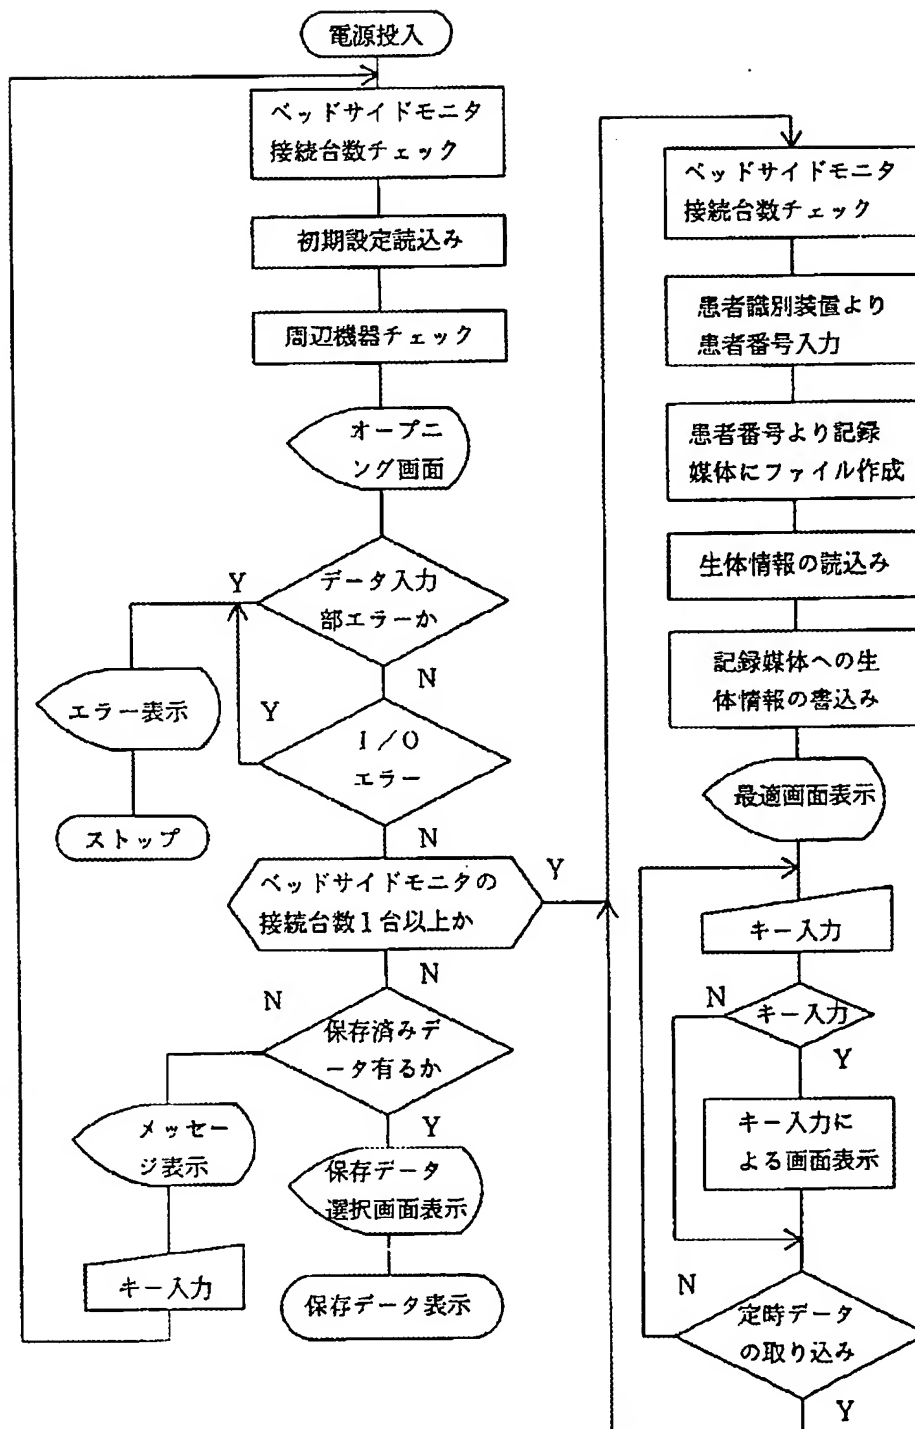 電源投入
ベッドサイドモニタ
接続台数チェック
初期設定読込み
周辺機器チェック
オープニ
ング画面
データ入力
部エラーか
Y
N
エラー表示
ストップ
Y
I/O
エラー
N
ベッドサイドモニタの
接続台数1台以上か
Y
N
N
保存済みデ
ータ有るか
Y
メッセー
ジ表示
キー入力
保存データ
選択画面表示
保存データ表示
ベッドサイドモニタ
接続台数チェック
患者識別装置より
患者番号入力
患者番号より記録
媒体にファイル作成
生体情報の読込み
記録媒体への生
体情報の書込み
最適画面表示
キー入力
N
キー入力
Y
キー入力に
よる画面表示
N
定時データ
の取り込み
Y